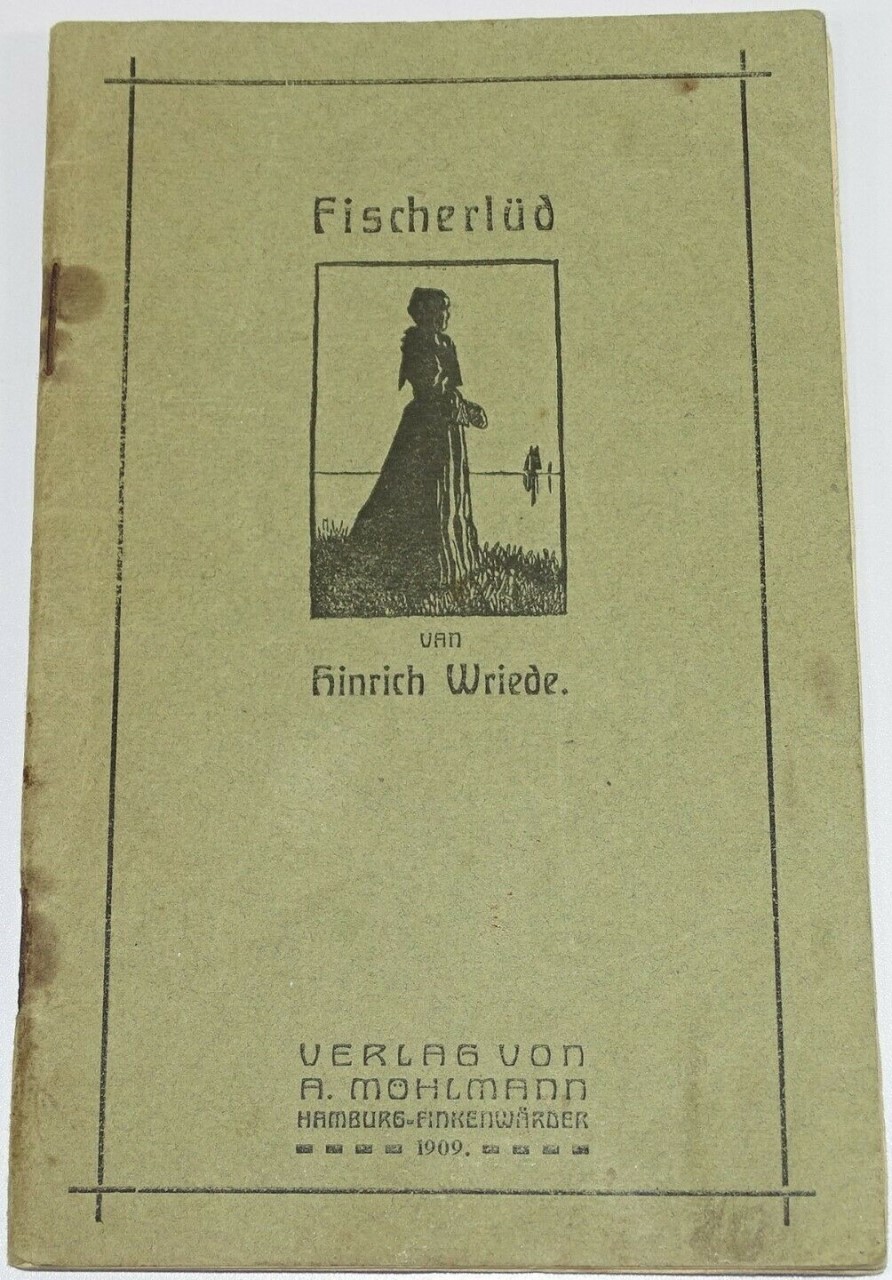 Fischerlüd
van
Hinrich Wriede.
VERLAG VON
A. MÖHLMANN
HAMBURG-FINKENWÄRDER
1909.